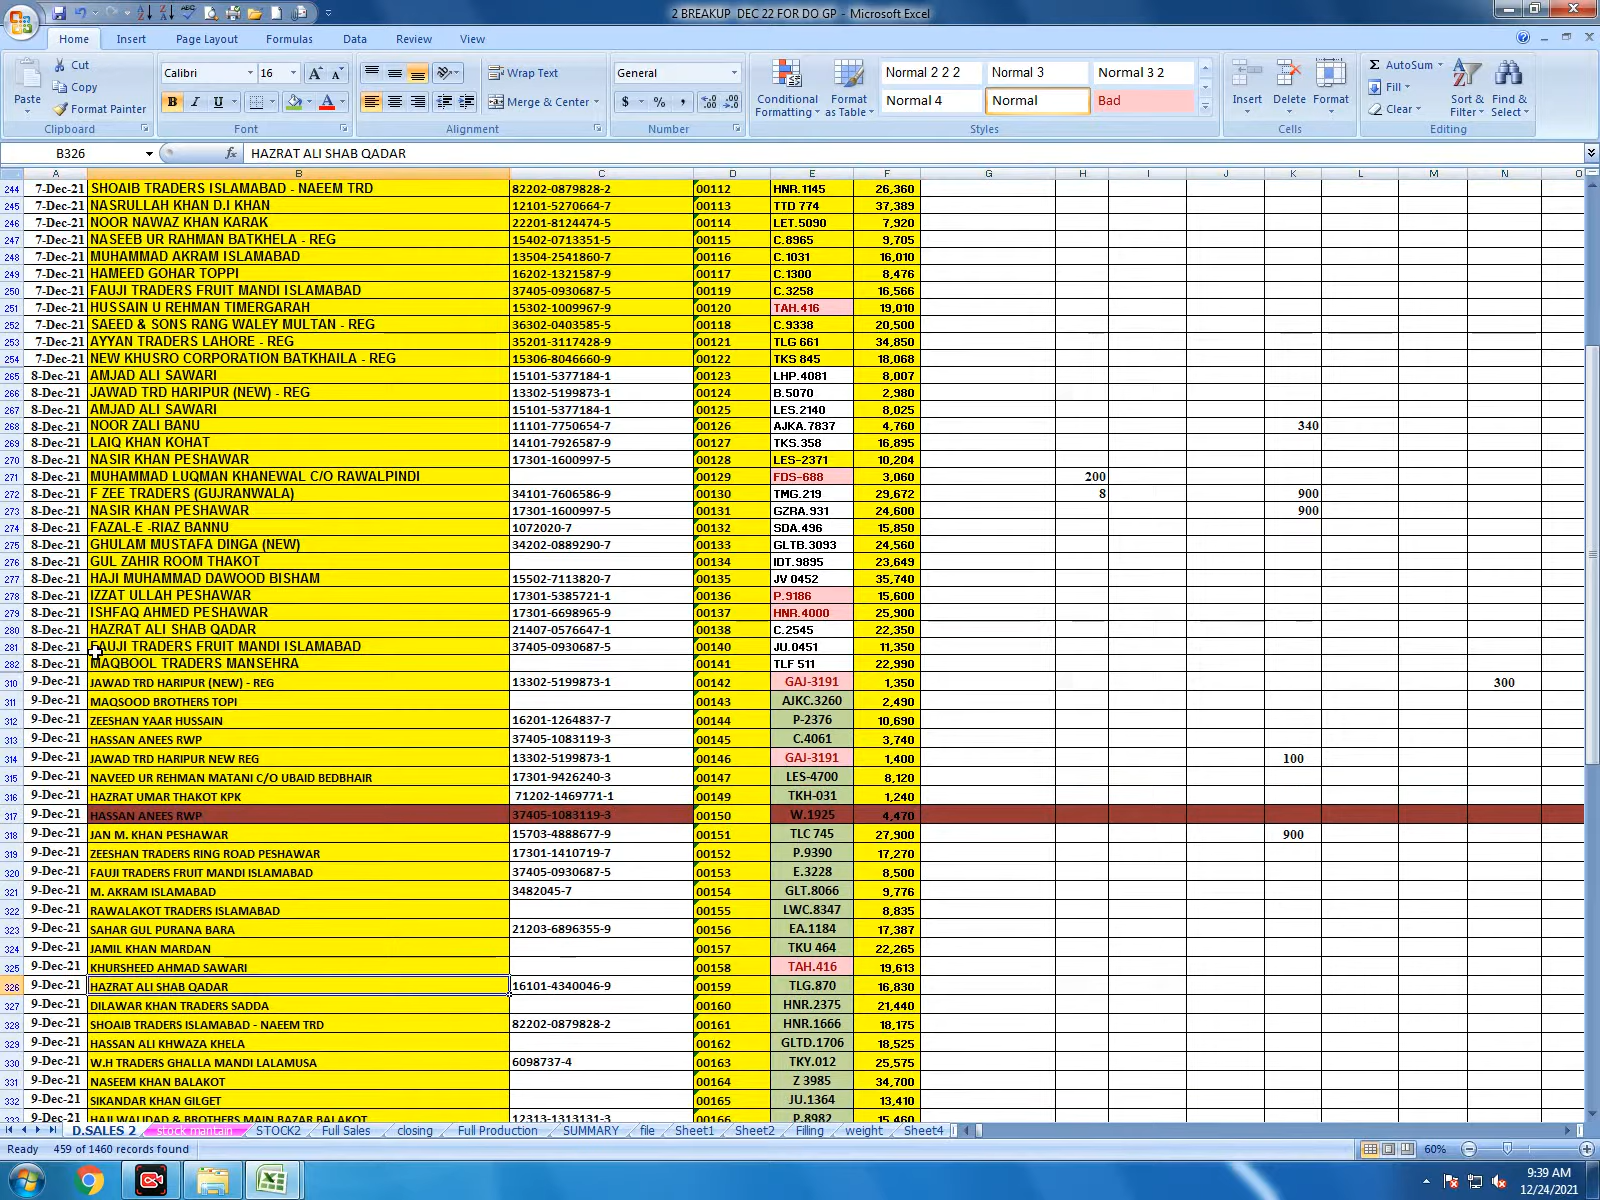 2 BREAKUP  DEC 22 FOR DO GP - Microsoft Excel
Home Insert Page Layout Formulas Data Review View
Paste Cut Copy Format Painter Clipboard
Calibri 16 B I U Font
Wrap Text Merge & Center Alignment
General $ % , Number
Conditional Formatting Format as Table Normal 2 2 2 Normal 3 Normal 3 2 Normal 4 Normal Bad Styles
Insert Delete Format Cells
AutoSum Fill Clear Sort & Filter Find & Select Editing
B326 fx HAZRAT ALI SHAB QADAR
A B C D E F G H I J K L M N O
244 7-Dec-21 SHOAIB TRADERS ISLAMABAD - NAEEM TRD 82202-0879828-2 00112 HNR.1145 26,360
245 7-Dec-21 NASRULLAH KHAN D.I KHAN 12101-5270664-7 00113 TTD 774 37,389
246 7-Dec-21 NOOR NAWAZ KHAN KARAK 22201-8124474-5 00114 LET.5090 7,920
247 7-Dec-21 NASEEB UR RAHMAN BATKHELA - REG 15402-0713351-5 00115 C.8965 9,705
248 7-Dec-21 MUHAMMAD AKRAM ISLAMABAD 13504-2541860-7 00116 C.1031 16,010
249 7-Dec-21 HAMEED GOHAR TOPPI 16202-1321587-9 00117 C.1300 8,476
250 7-Dec-21 FAUJI TRADERS FRUIT MANDI ISLAMABAD 37405-0930687-5 00119 C.3258 16,566
251 7-Dec-21 HUSSAIN U REHMAN TIMERGARAH 15302-1009967-9 00120 TAH.416 19,010
252 7-Dec-21 SAEED & SONS RANG WALEY MULTAN - REG 36302-0403585-5 00118 C.9338 20,500
253 7-Dec-21 AYYAN TRADERS LAHORE - REG 35201-3117428-9 00121 TLG 661 34,850
254 7-Dec-21 NEW KHUSRO CORPORATION BATKHAILA - REG 15306-8046660-9 00122 TKS 845 18,068
265 8-Dec-21 AMJAD ALI SAWARI 15101-5377184-1 00123 LHP.4081 8,007
266 8-Dec-21 JAWAD TRD HARIPUR (NEW) - REG 13302-5199873-1 00124 B.5070 2,980
267 8-Dec-21 AMJAD ALI SAWARI 15101-5377184-1 00125 LES.2140 8,025
268 8-Dec-21 NOOR ZALI BANU 11101-7750654-7 00126 AJKA.7837 4,760 340
269 8-Dec-21 LAIQ KHAN KOHAT 14101-7926587-9 00127 TKS.358 16,895
270 8-Dec-21 NASIR KHAN PESHAWAR 17301-1600997-5 00128 LES-2371 10,204
271 8-Dec-21 MUHAMMAD LUQMAN KHANEWAL C/O RAWALPINDI 00129 FDS-688 3,060 200
272 8-Dec-21 F ZEE TRADERS (GUJRANWALA) 34101-7606586-9 00130 TMG.219 29,672 8 900
273 8-Dec-21 NASIR KHAN PESHAWAR 17301-1600997-5 00131 GZRA.931 24,600 900
274 8-Dec-21 FAZAL-E -RIAZ BANNU 1072020-7 00132 SDA.496 15,850
275 8-Dec-21 GHULAM MUSTAFA DINGA (NEW) 34202-0889290-7 00133 GLTB.3093 24,560
276 8-Dec-21 GUL ZAHIR ROOM THAKOT 00134 IDT.9895 23,649
277 8-Dec-21 HAJI MUHAMMAD DAWOOD BISHAM 15502-7113820-7 00135 JV 0452 35,740
278 8-Dec-21 IZZAT ULLAH PESHAWAR 17301-5385721-1 00136 P.9186 15,600
279 8-Dec-21 ISHFAQ AHMED PESHAWAR 17301-6698965-9 00137 HNR.4000 25,900
280 8-Dec-21 HAZRAT ALI SHAB QADAR 21407-0576647-1 00138 C.2545 22,350
281 8-Dec-21 FAUJI TRADERS FRUIT MANDI ISLAMABAD 37405-0930687-5 00140 JU.0451 11,350
282 8-Dec-21 MAQBOOL TRADERS MANSEHRA 00141 TLF 511 22,990
310 9-Dec-21 JAWAD TRD HARIPUR (NEW) - REG 13302-5199873-1 00142 GAJ-3191 1,350 300
311 9-Dec-21 MAQSOOD BROTHERS TOPI 00143 AJKC.3260 2,490
312 9-Dec-21 ZEESHAN YAAR HUSSAIN 16201-1264837-7 00144 P-2376 10,690
313 9-Dec-21 HASSAN ANEES RWP 37405-1083119-3 00145 C.4061 3,740
314 9-Dec-21 JAWAD TRD HARIPUR NEW REG 13302-5199873-1 00146 GAJ-3191 1,400 100
315 9-Dec-21 NAVEED UR REHMAN MATANI C/O UBAID BEDBHAIR 17301-9426240-3 00147 LES-4700 8,120
316 9-Dec-21 HAZRAT UMAR THAKOT KPK 71202-1469771-1 00149 TKH-031 1,240
317 9-Dec-21 HASSAN ANEES RWP 37405-1083119-3 00150 W.1925 4,470
318 9-Dec-21 JAN M. KHAN PESHAWAR 15703-4888677-9 00151 TLC 745 27,900 900
319 9-Dec-21 ZEESHAN TRADERS RING ROAD PESHAWAR 17301-1410719-7 00152 P.9390 17,270
320 9-Dec-21 FAUJI TRADERS FRUIT MANDI ISLAMABAD 37405-0930687-5 00153 E.3228 8,500
321 9-Dec-21 M. AKRAM ISLAMABAD 3482045-7 00154 GLT.8066 9,776
322 9-Dec-21 RAWALAKOT TRADERS ISLAMABAD 00155 LWC.8347 8,835
323 9-Dec-21 SAHAR GUL PURANA BARA 21203-6896355-9 00156 EA.1184 17,387
324 9-Dec-21 JAMIL KHAN MARDAN 00157 TKU 464 22,265
325 9-Dec-21 KHURSHEED AHMAD SAWARI 00158 TAH.416 19,613
326 9-Dec-21 HAZRAT ALI SHAB QADAR 16101-4340046-9 00159 TLG.870 16,830
327 9-Dec-21 DILAWAR KHAN TRADERS SADDA 00160 HNR.2375 21,440
328 9-Dec-21 SHOAIB TRADERS ISLAMABAD - NAEEM TRD 82202-0879828-2 00161 HNR.1666 18,175
329 9-Dec-21 HASSAN ALI KHWAZA KHELA 00162 GLTD.1706 18,525
330 9-Dec-21 W.H TRADERS GHALLA MANDI LALAMUSA 6098737-4 00163 TKY.012 25,575
331 9-Dec-21 NASEEM KHAN BALAKOT 00164 Z 3985 34,700
332 9-Dec-21 SIKANDAR KHAN GILGET 00165 JU.1364 13,410
333 9-Dec-21 HAJI WALIDAD & BROTHERS MAIN BAZAR BALAKOT 12313-1313131-3 00166 P.8982 15,460
D.SALES 2 stock mantain STOCK2 Full Sales closing Full Production SUMMARY file Sheet1 Sheet2 Filling weight Sheet4
Ready 459 of 1460 records found 60%
9:39 AM
12/24/2021